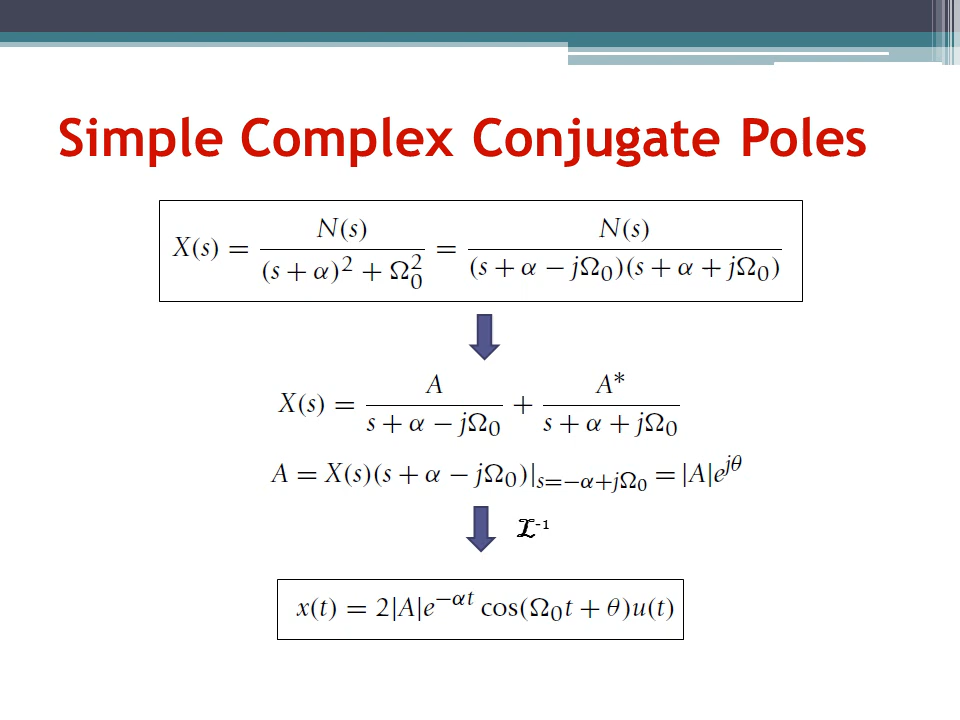 Simple Complex Conjugate Poles
X(s) = N(s) / ((s + α)² + Ω₀²) = N(s) / ((s + α − jΩ₀)(s + α + jΩ₀))
X(s) = A / (s + α − jΩ₀) + A* / (s + α + jΩ₀)
A = X(s)(s + α − jΩ₀)|ₛ₌₋α₊ⱼΩ₀ = |A|e^{jθ}
ℒ⁻¹
x(t) = 2|A|e^{−αt} cos(Ω₀t + θ)u(t)